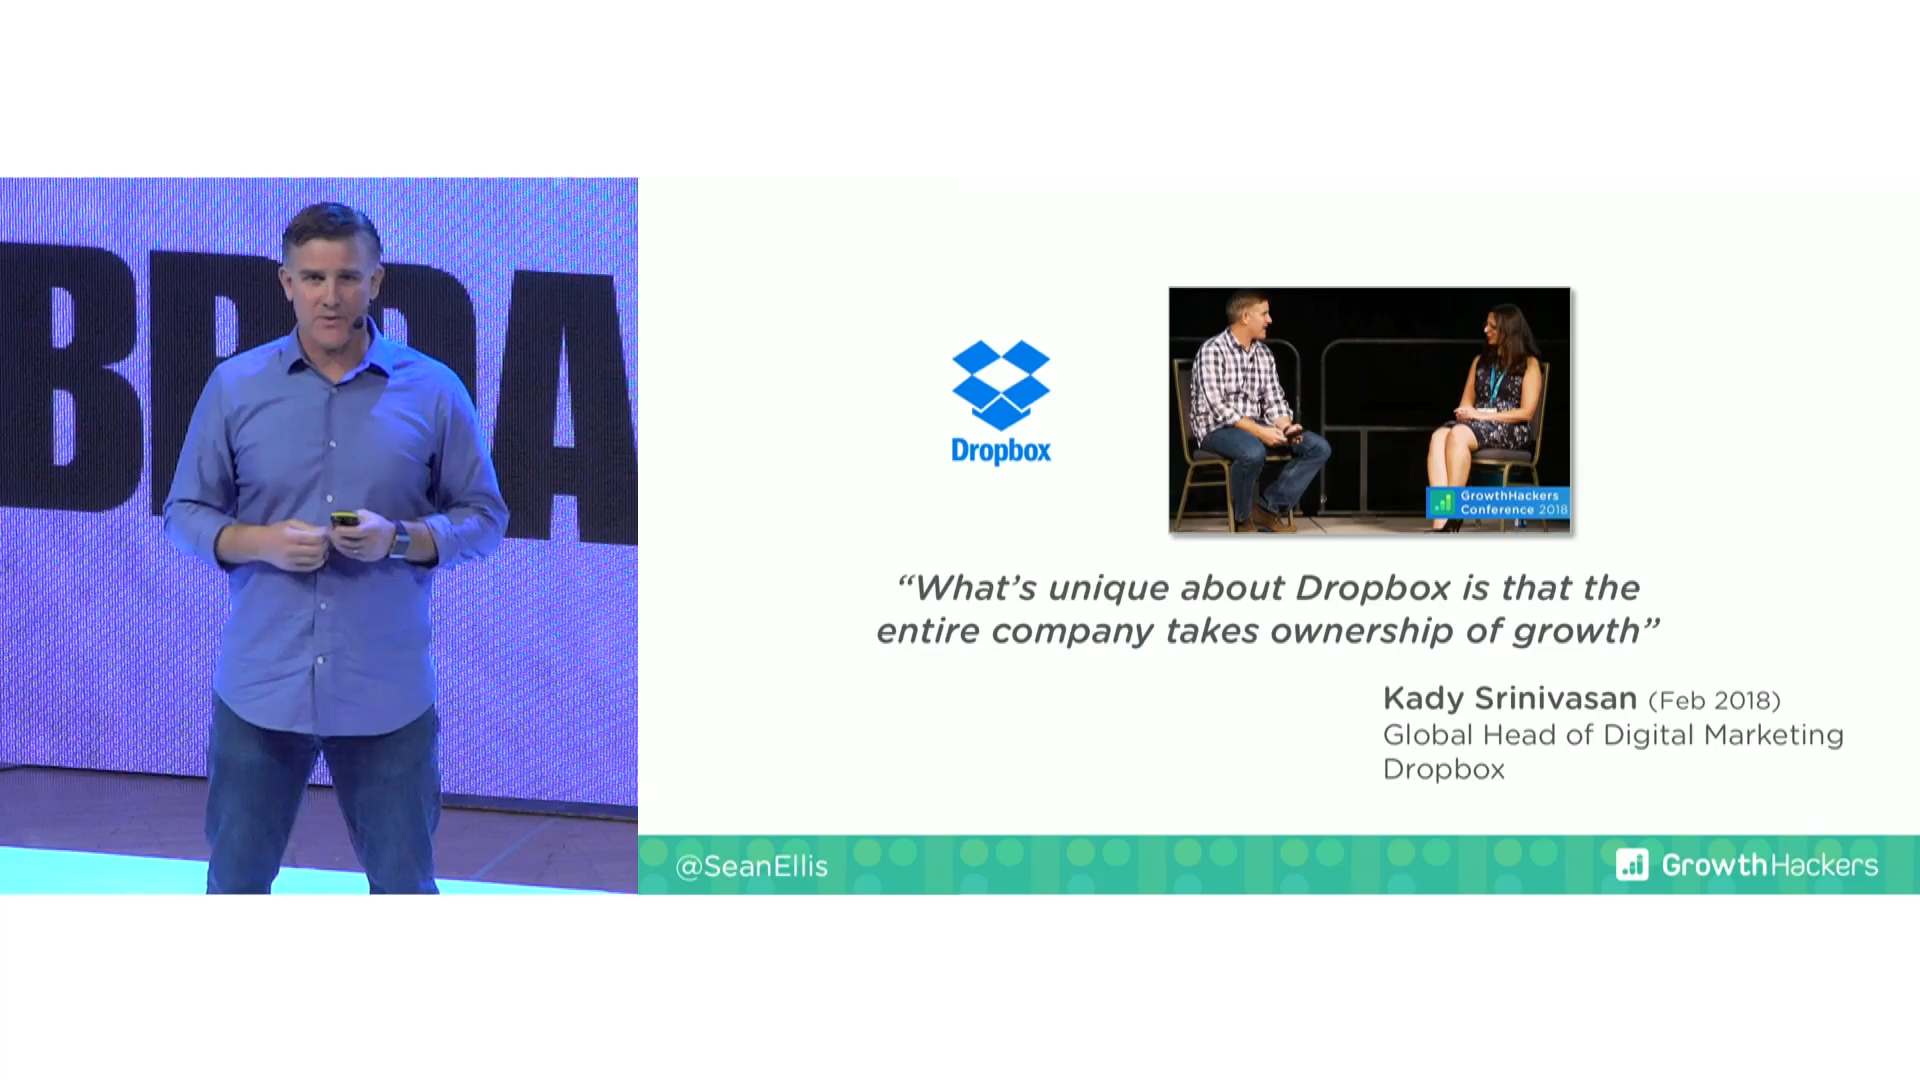 BROA
Dropbox
GrowthHackers
Conference 2018
“What’s unique about Dropbox is that the
entire company takes ownership of growth”
Kady Srinivasan (Feb 2018)
Global Head of Digital Marketing
Dropbox
@SeanEllis
GrowthHackers